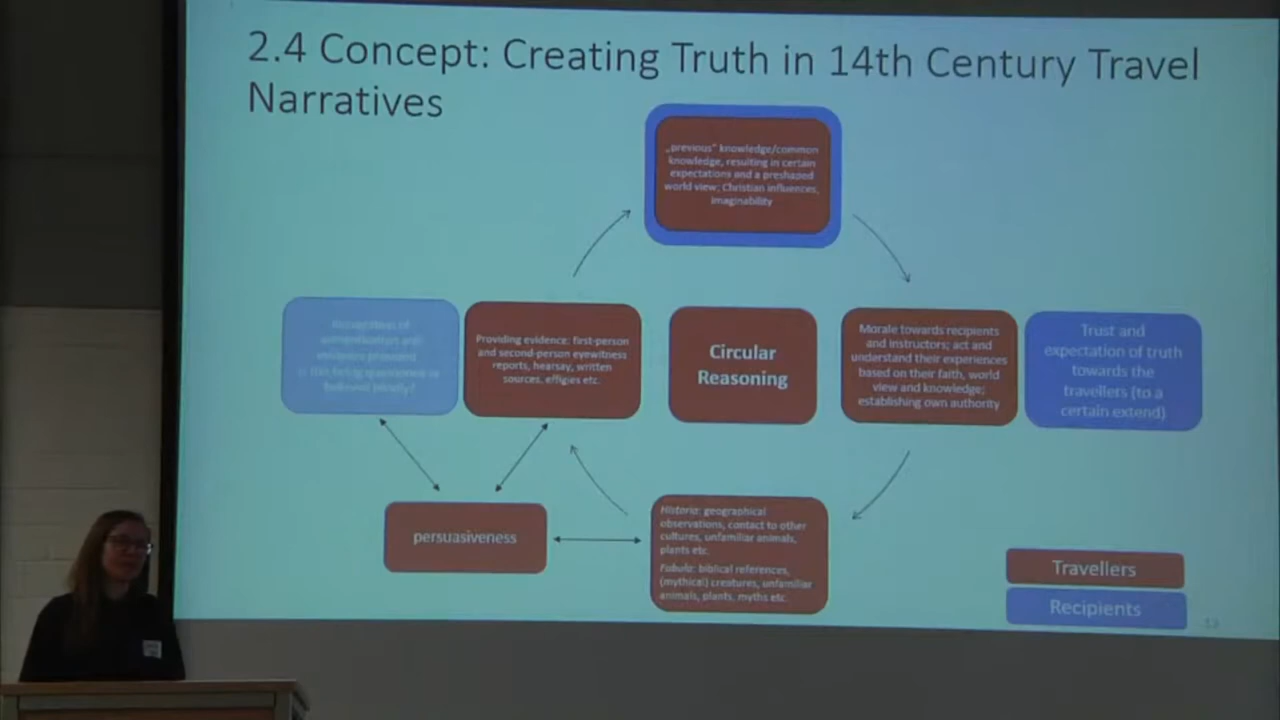 2.4 Concept: Creating Truth in 14th Century Travel
Narratives
„previous" knowledge/common
knowledge, resulting in certain
expectations and a preshaped
world view; Christian influences,
imaginability
Providing evidence: first-person
and second-person eyewitness
reports, hearsay, written
sources, effigies etc.
Circular
Reasoning
Morale towards recipients
and instructors; act and
understand their experiences
based on their faith, world
view and knowledge;
establishing own authority
Trust and
expectation of truth
towards the
travellers (to a
certain extend)
persuasiveness
Historia: geographical
observations, contact to other
cultures, unfamiliar animals,
plants etc.
Fabula: biblical references,
(mythical) creatures, unfamiliar
animals, plants, myths etc.
Travellers
Recipients